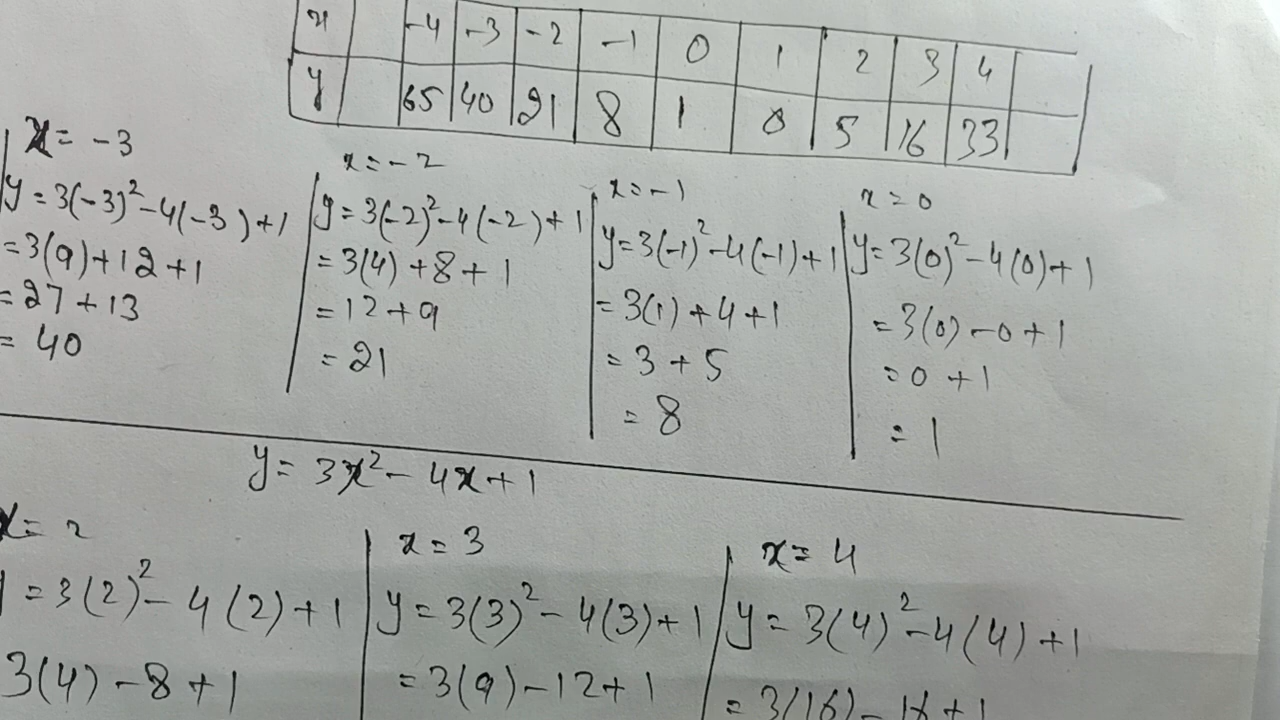 x -4 -3 -2 -1 0 1 2 3 4
y 65 40 21 8 1 0 5 16 33
x = -3
y = 3(-3)² - 4(-3) + 1
= 3(9) + 12 + 1
= 27 + 13
= 40
x = -2
y = 3(-2)² - 4(-2) + 1
= 3(4) + 8 + 1
= 12 + 9
= 21
x = -1
y = 3(-1)² - 4(-1) + 1
= 3(1) + 4 + 1
= 3 + 5
= 8
x = 0
y = 3(0)² - 4(0) + 1
= 3(0) - 0 + 1
= 0 + 1
= 1
y = 3x² - 4x + 1
x = 2
= 3(2)² - 4(2) + 1
3(4) - 8 + 1
x = 3
y = 3(3)² - 4(3) + 1
= 3(9) - 12 + 1
x = 4
y = 3(4)² - 4(4) + 1
= 3(16) - 16 + 1